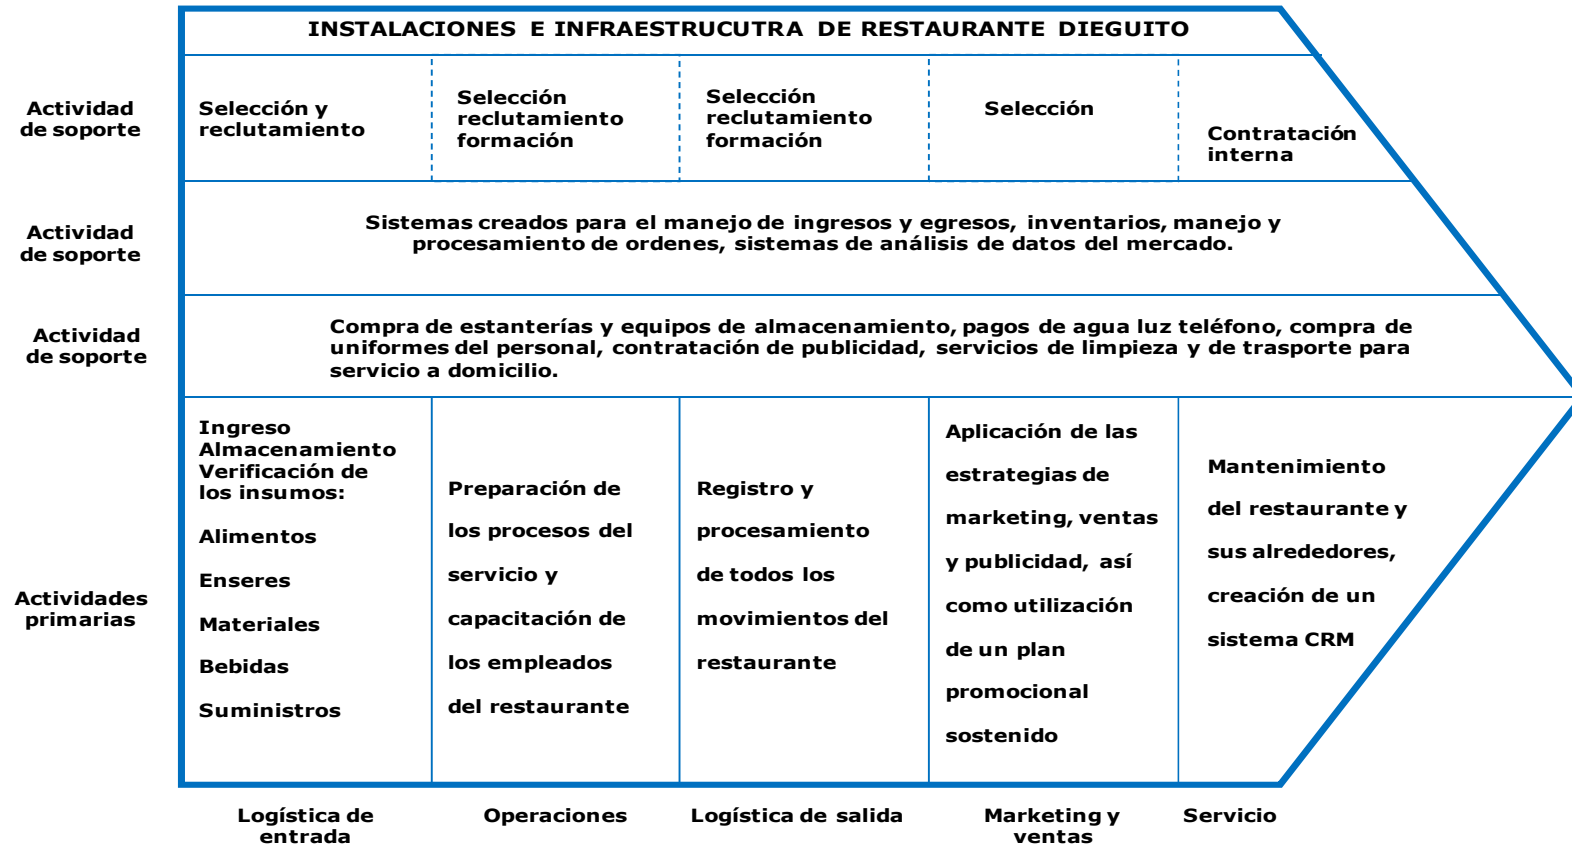 INSTALACIONES E INFRAESTRUCUTRA DE RESTAURANTE DIEGUITO
Actividad
de soporte
Selección y
reclutamiento
Selección
reclutamiento
formación
Selección
reclutamiento
formación
Selección
Contratación
interna
Actividad
de soporte
Sistemas creados para el manejo de ingresos y egresos, inventarios, manejo y
procesamiento de ordenes, sistemas de análisis de datos del mercado.
Actividad
de soporte
Compra de estanterías y equipos de almacenamiento, pagos de agua luz teléfono, compra de
uniformes del personal, contratación de publicidad, servicios de limpieza y de trasporte para
servicio a domicilio.
Actividades
primarias
Ingreso
Almacenamiento
Verificación de
los insumos:
Alimentos
Enseres
Materiales
Bebidas
Suministros
Preparación de
los procesos del
servicio y
capacitación de
los empleados
del restaurante
Registro y
procesamiento
de todos los
movimientos del
restaurante
Aplicación de las
estrategias de
marketing, ventas
y publicidad, así
como utilización
de un plan
promocional
sostenido
Mantenimiento
del restaurante y
sus alrededores,
creación de un
sistema CRM
Logística de
entrada
Operaciones
Logística de salida
Marketing y
ventas
Servicio